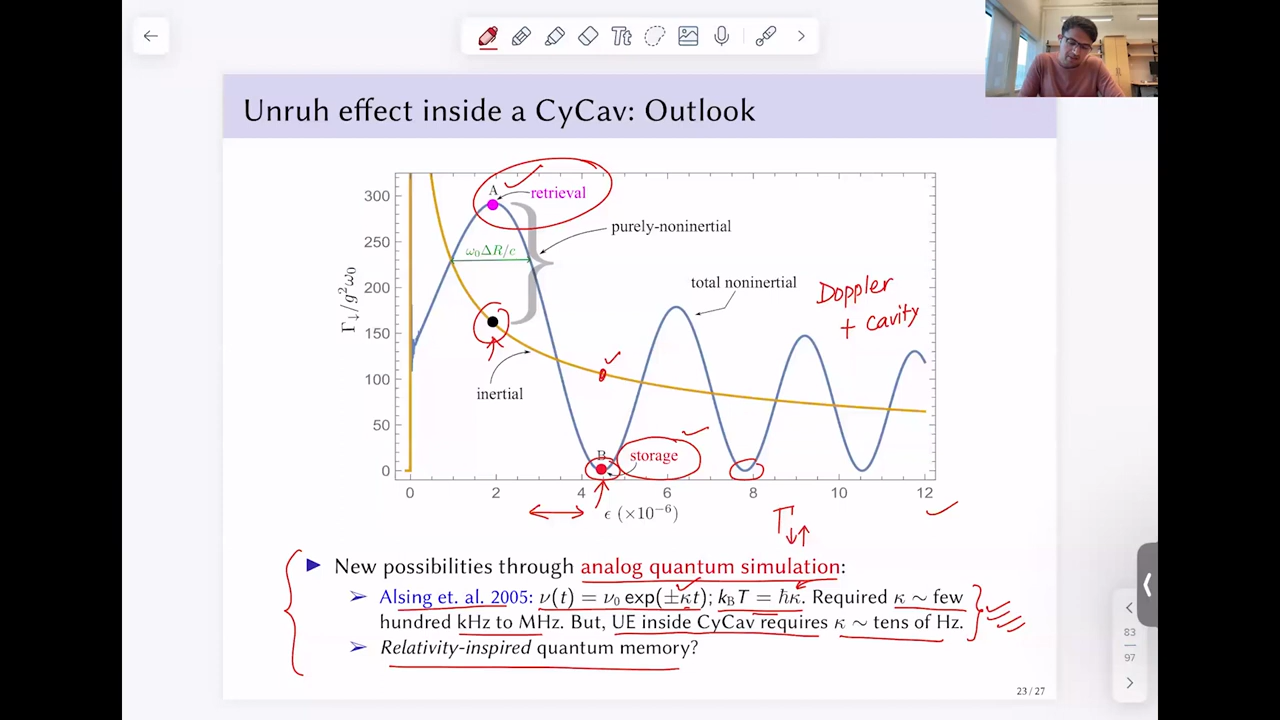 Tt
Unruh effect inside a CyCav: Outlook
300
250
200
150
100
50
0
Γ↓/g²ω₀
A
retrieval
purely-noninertial
ω₀ΔR/c
total noninertial
Doppler
+ cavity
inertial
B
storage
0 2 4 6 8 10 12
ϵ (×10⁻⁶)
Γ↓↑
▶ New possibilities through analog quantum simulation:
➢ Alsing et. al. 2005: ν(t) = ν₀ exp(±κt); k_B T = ℏκ. Required κ ∼ few
hundred kHz to MHz. But, UE inside CyCav requires κ ∼ tens of Hz.
➢ Relativity-inspired quantum memory?
23 / 27
83
97